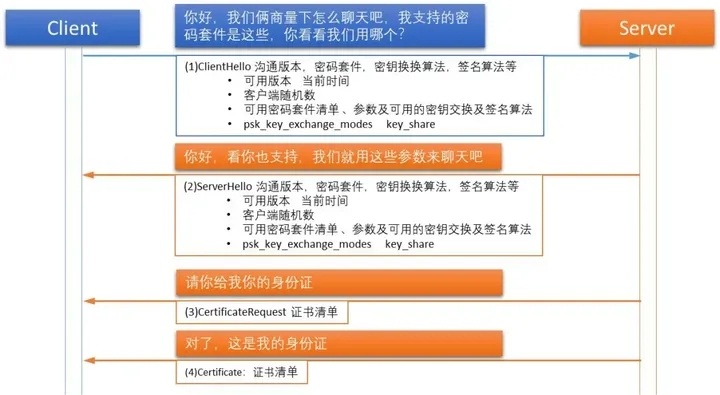 Client
你好，我们俩商量下怎么聊天吧，我支持的密
码套件是这些，你看看我们用哪个？
Server
(1)ClientHello 沟通版本，密码套件，密钥换换算法，签名算法等
• 可用版本 当前时间
• 客户端随机数
• 可用密码套件清单、参数及可用的密钥交换及签名算法
• psk_key_exchange_modes key_share
你好，看你也支持，我们就用这些参数来聊天吧
(2)ServerHello 沟通版本，密码套件，密钥换换算法，签名算法等
• 可用版本 当前时间
• 客户端随机数
• 可用密码套件清单、参数及可用的密钥交换及签名算法
• psk_key_exchange_modes key_share
请你给我你的身份证
(3)CertificateRequest 证书清单
对了，这是我的身份证
(4)Certificate：证书清单